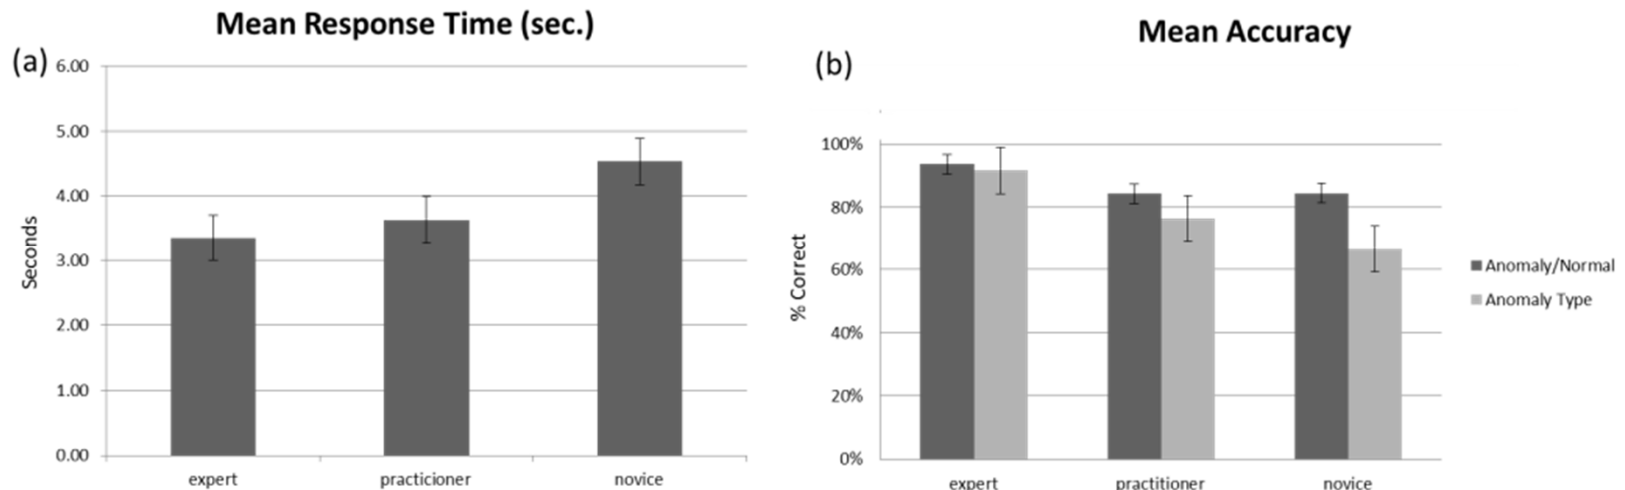 Mean Response Time (sec.)
(a)
6.00
5.00
4.00
3.00
2.00
1.00
0.00
Seconds
expert
practicioner
novice
Mean Accuracy
(b)
100%
80%
60%
40%
20%
0%
% Correct
expert
practitioner
novice
Anomaly/Normal
Anomaly Type